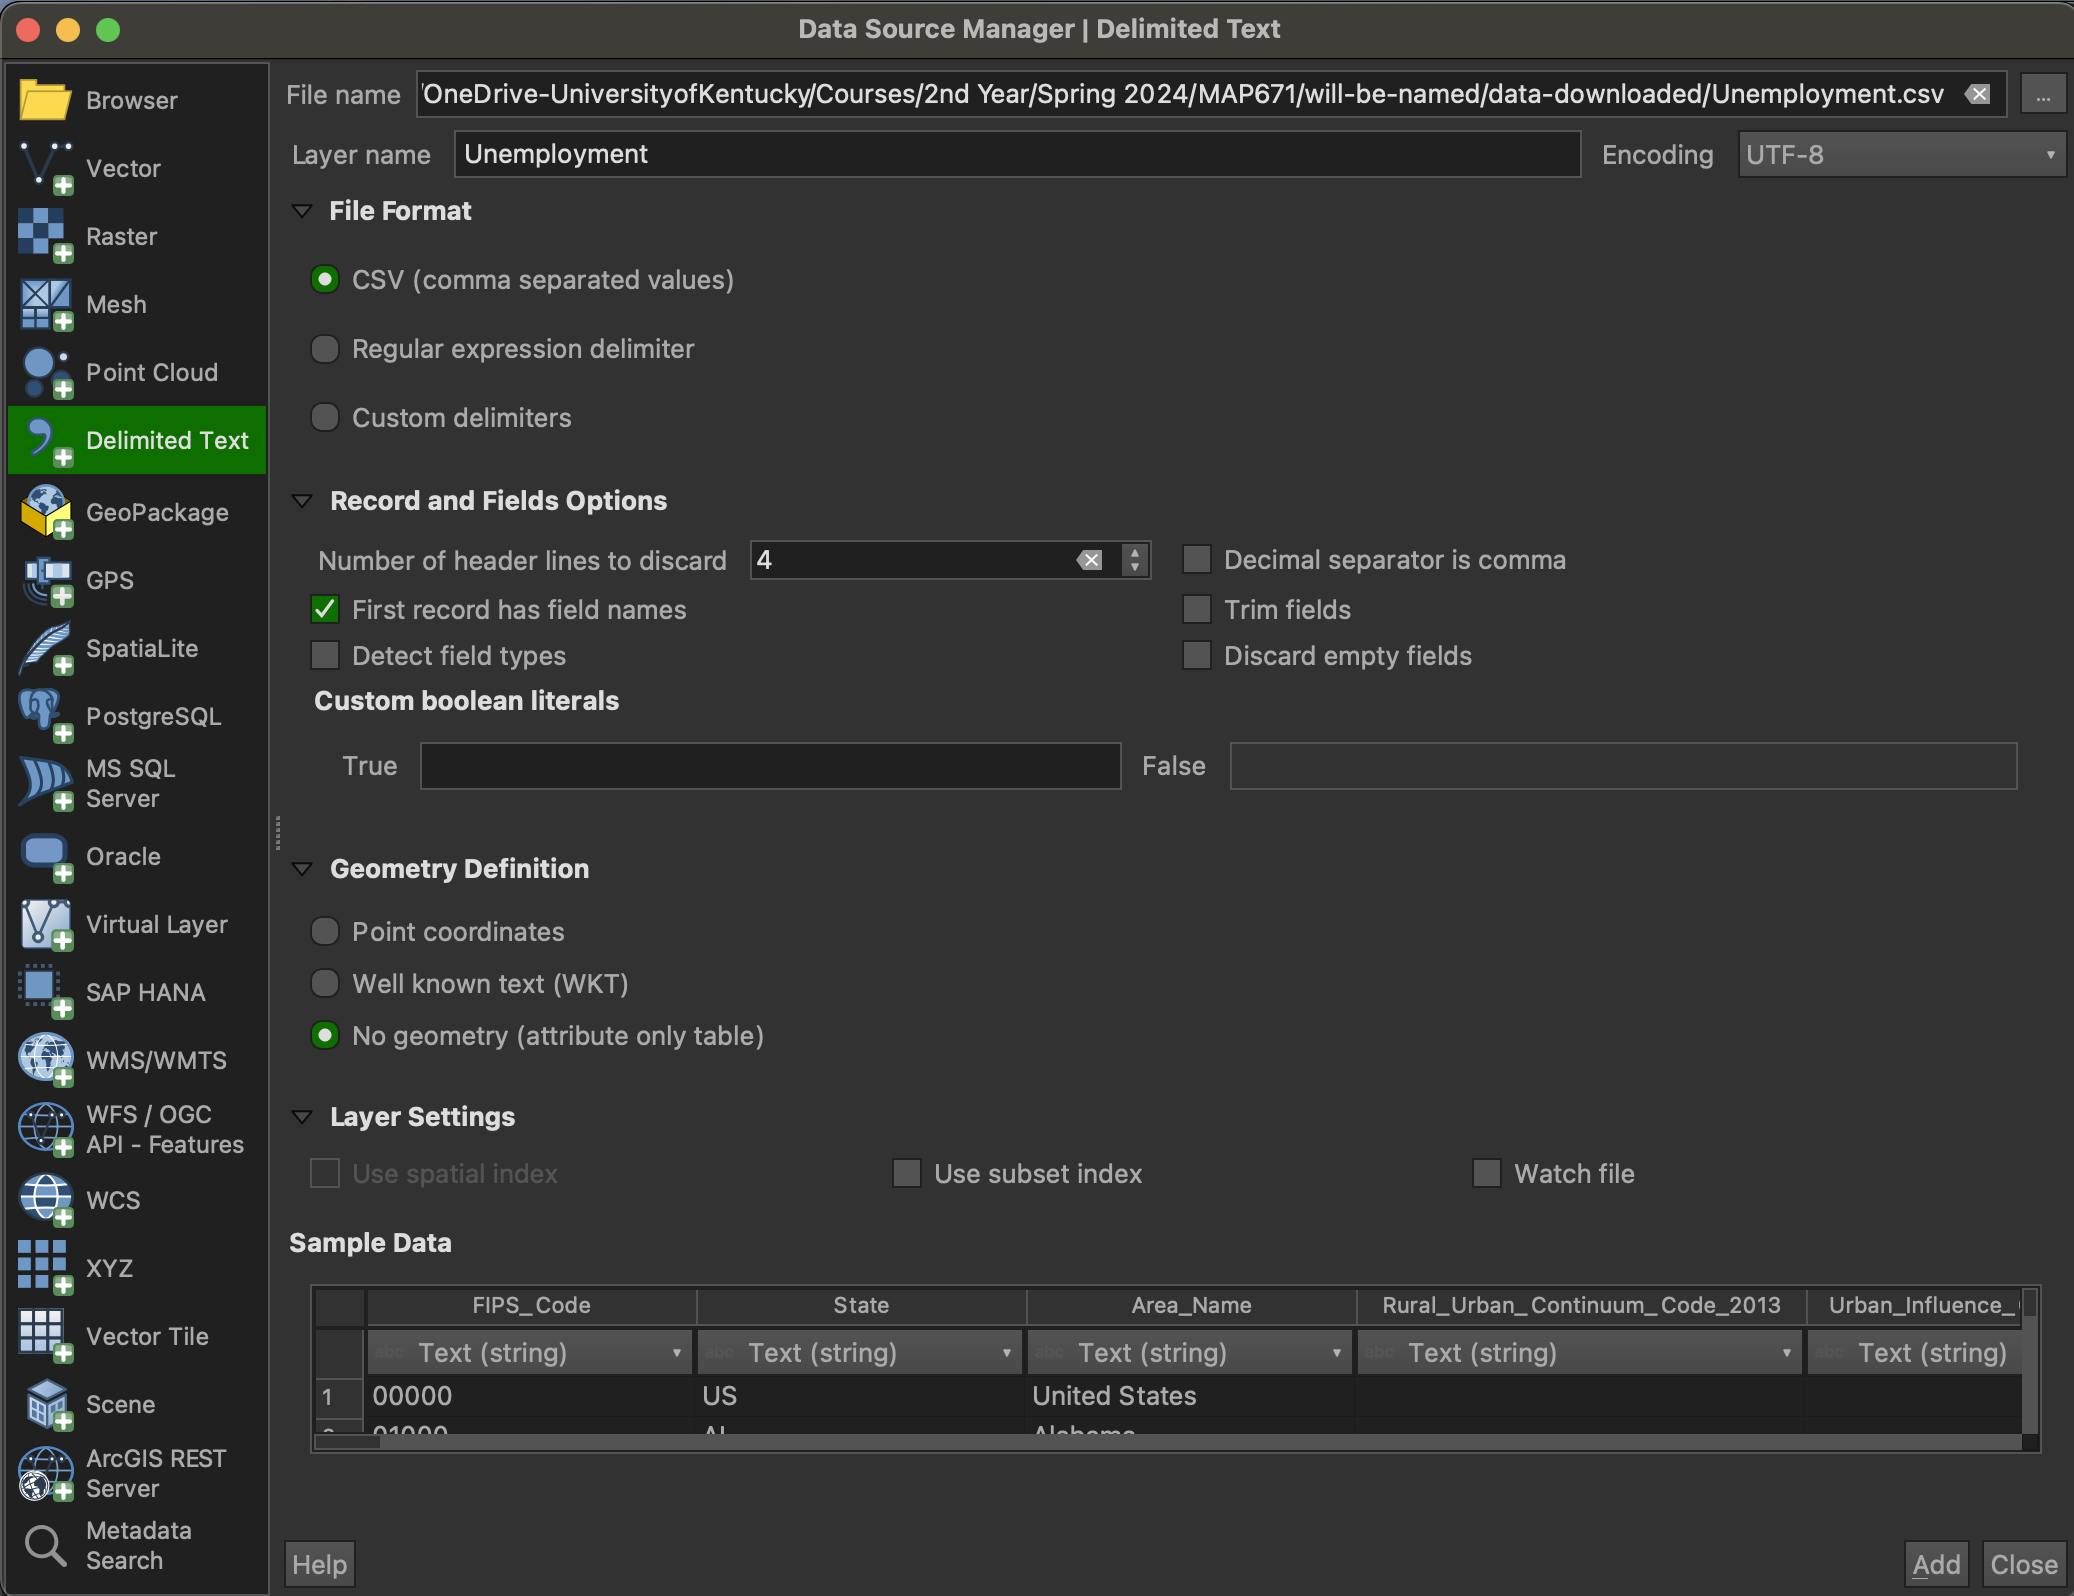 Data Source Manager | Delimited Text
Browser
Vector
Raster
Mesh
Point Cloud
Delimited Text
GeoPackage
GPS
SpatiaLite
PostgreSQL
MS SQL
Server
Oracle
Virtual Layer
SAP HANA
WMS/WMTS
WFS / OGC
API - Features
WCS
XYZ
Vector Tile
Scene
ArcGIS REST
Server
Metadata
Search
File name /OneDrive-UniversityofKentucky/Courses/2nd Year/Spring 2024/MAP671/will-be-named/data-downloaded/Unemployment.csv ...
Layer name Unemployment Encoding UTF-8
File Format
CSV (comma separated values)
Regular expression delimiter
Custom delimiters
Record and Fields Options
Number of header lines to discard 4 Decimal separator is comma
First record has field names Trim fields
Detect field types Discard empty fields
Custom boolean literals
True False
Geometry Definition
Point coordinates
Well known text (WKT)
No geometry (attribute only table)
Layer Settings
Use spatial index Use subset index Watch file
Sample Data
FIPS_Code State Area_Name Rural_Urban_Continuum_Code_2013 Urban_Influence_
abc Text (string) abc Text (string) abc Text (string) abc Text (string) abc Text (string)
1 00000 US United States
01000 AL Alabama
Help Add Close